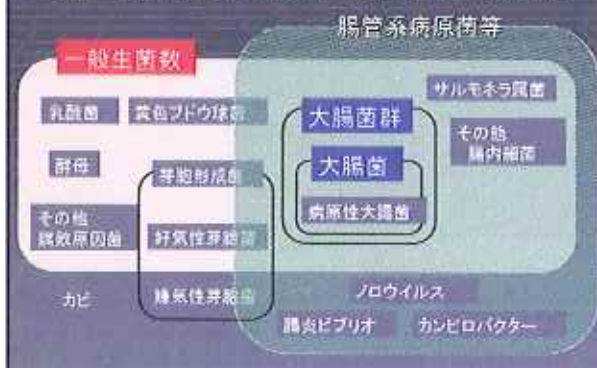 腸管系病原菌等
一般生菌数
サルモネラ属菌
乳酸菌
黄色ブドウ球菌
大腸菌群
その他
腸内細菌
酵母
芽胞形成菌
大腸菌
その他
腐敗原因菌
好気性芽胞菌
病原性大腸菌
カビ
嫌気性芽胞菌
ノロウイルス
腸炎ビブリオ
カンピロバクター